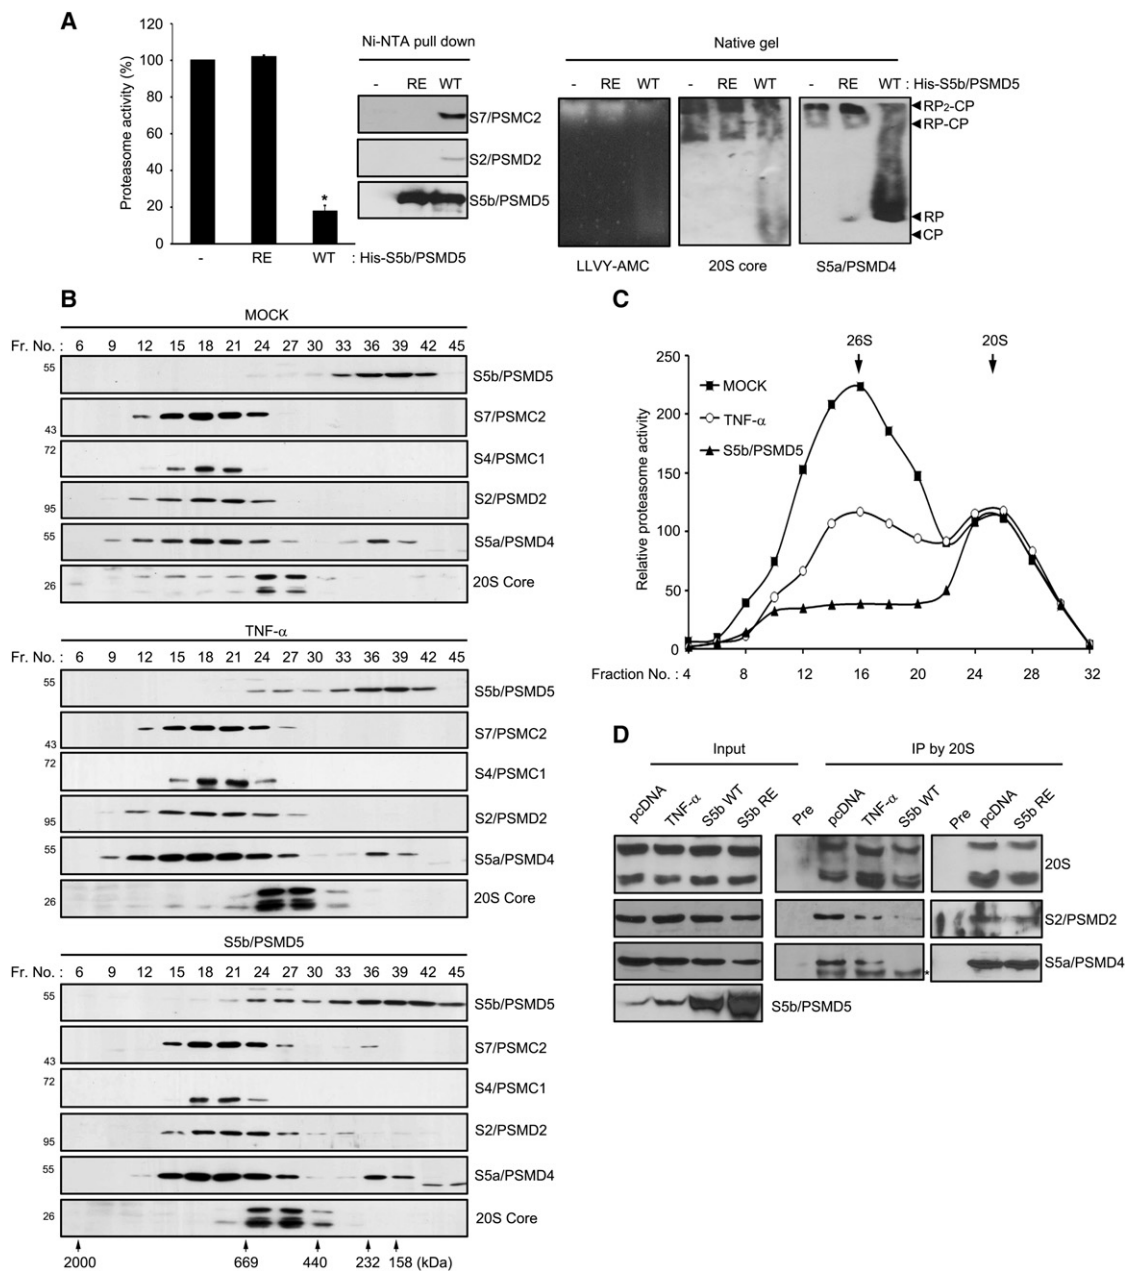 A
120
100
80
60
40
20
0
Proteasome activity (%)
*
- RE WT : His-S5b/PSMD5
Ni-NTA pull down
- RE WT
S7/PSMC2
S2/PSMD2
S5b/PSMD5
Native gel
- RE WT - RE WT - RE WT : His-S5b/PSMD5
RP2-CP
RP-CP
RP
CP
LLVY-AMC 20S core S5a/PSMD4
B
MOCK
Fr. No. : 6 9 12 15 18 21 24 27 30 33 36 39 42 45
55 S5b/PSMD5
43 S7/PSMC2
72 S4/PSMC1
95 S2/PSMD2
55 S5a/PSMD4
26 20S Core
TNF-α
Fr. No. : 6 9 12 15 18 21 24 27 30 33 36 39 42 45
55 S5b/PSMD5
43 S7/PSMC2
72 S4/PSMC1
95 S2/PSMD2
55 S5a/PSMD4
26 20S Core
S5b/PSMD5
Fr. No. : 6 9 12 15 18 21 24 27 30 33 36 39 42 45
55 S5b/PSMD5
43 S7/PSMC2
72 S4/PSMC1
95 S2/PSMD2
55 S5a/PSMD4
26 20S Core
2000 669 440 232 158 (kDa)
C
26S 20S
250
200
150
100
50
0
Relative proteasome activity
MOCK
TNF-α
S5b/PSMD5
Fraction No. : 4 8 12 16 20 24 28 32
D
Input IP by 20S
pcDNA TNF-α S5b WT S5b RE Pre pcDNA TNF-α S5b WT Pre pcDNA S5b RE
20S
S2/PSMD2
S5a/PSMD4
*
S5b/PSMD5